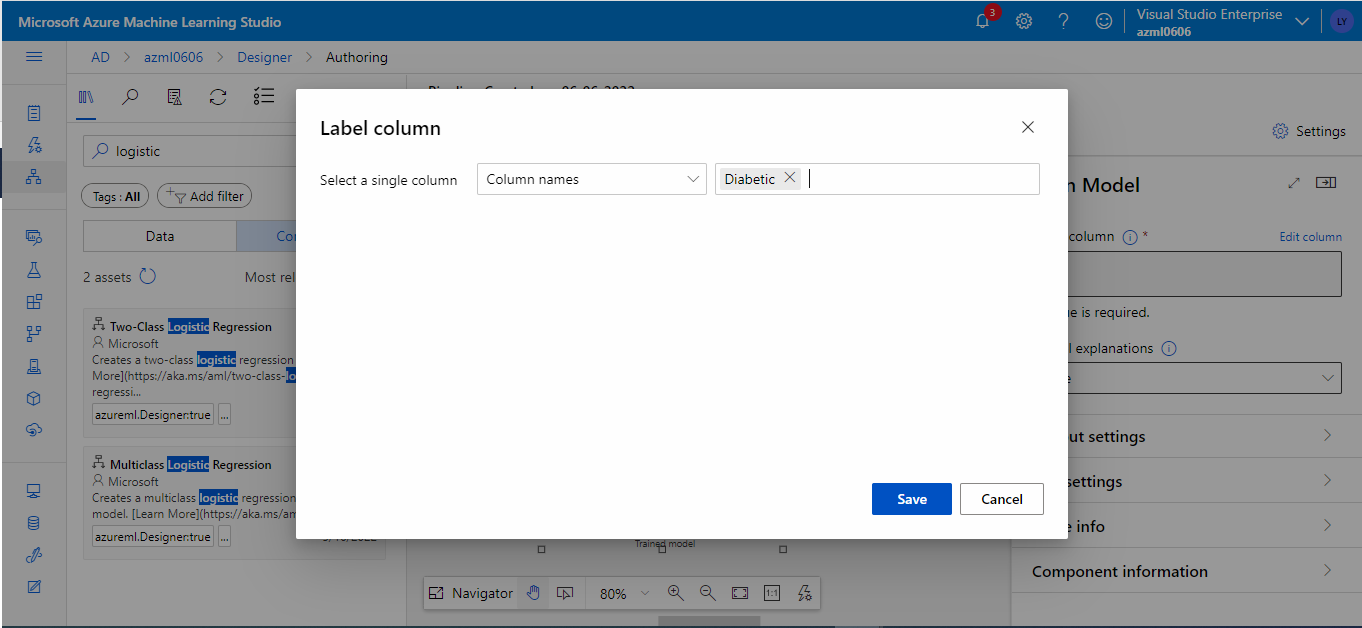 Microsoft Azure Machine Learning Studio
3
Visual Studio Enterprise
azml0606
LY
AD > azml0606 > Designer > Authoring
Label column
Select a single column
Column names
Diabetic
Save
Cancel
logistic
Tags : All
Add filter
Data
2 assets
Most
Two-Class Logistic Regression
Microsoft
Creates a two-class logistic regression
More](https://aka.ms/aml/two-class-
regressi...
azureml.Designer:true
...
Multiclass Logistic Regression
Microsoft
Creates a multiclass logistic regression
model. [Learn More](https://aka.ms/
azureml.Designer:true
...
Trained model
Navigator
80%
1:1
Settings
Model
column
*
Edit column
is required.
explanations
settings
settings
info
Component information